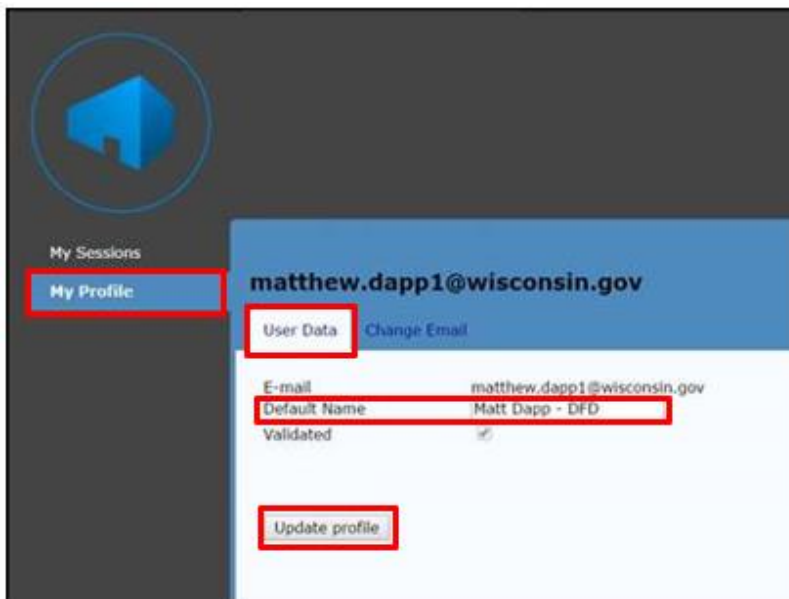 My Sessions
My Profile
matthew.dapp1@wisconsin.gov
User Data Change Email
E-mail matthew.dapp1@wisconsin.gov
Default Name Matt Dapp - DFD
Validated
Update profile